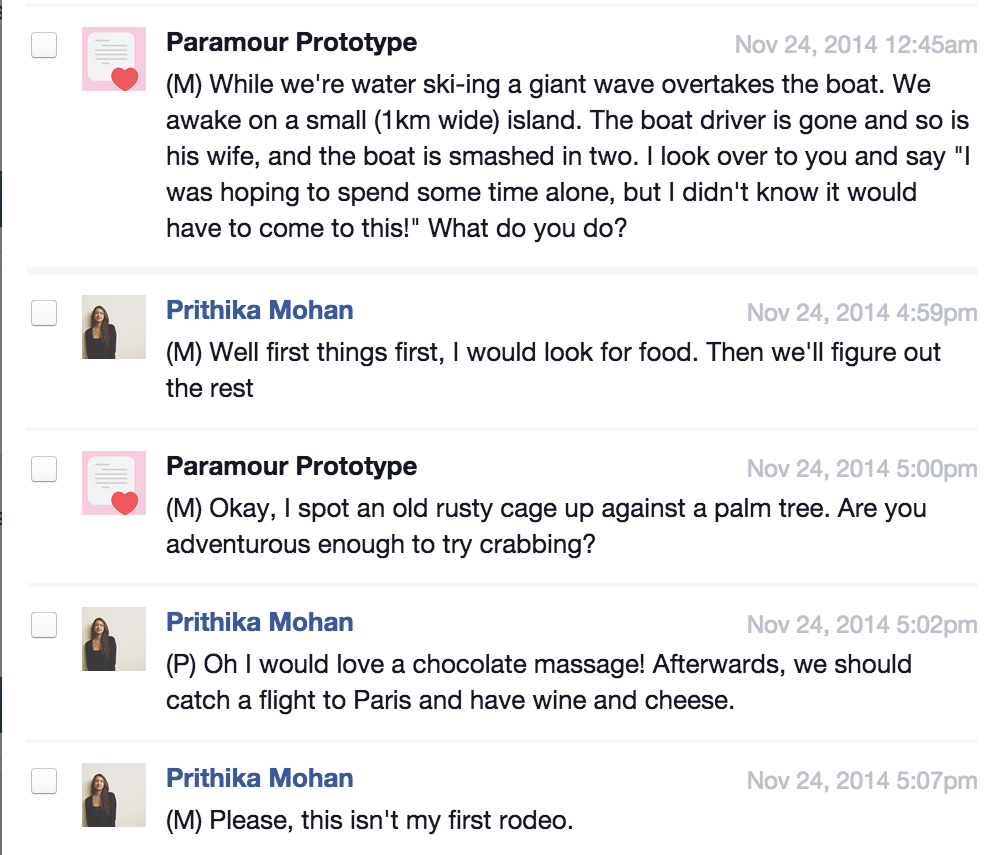 Paramour Prototype
Nov 24, 2014 12:45am
(M) While we're water ski-ing a giant wave overtakes the boat. We
awake on a small (1km wide) island. The boat driver is gone and so is
his wife, and the boat is smashed in two. I look over to you and say "I
was hoping to spend some time alone, but I didn't know it would
have to come to this!" What do you do?
Prithika Mohan
Nov 24, 2014 4:59pm
(M) Well first things first, I would look for food. Then we'll figure out
the rest
Paramour Prototype
Nov 24, 2014 5:00pm
(M) Okay, I spot an old rusty cage up against a palm tree. Are you
adventurous enough to try crabbing?
Prithika Mohan
Nov 24, 2014 5:02pm
(P) Oh I would love a chocolate massage! Afterwards, we should
catch a flight to Paris and have wine and cheese.
Prithika Mohan
Nov 24, 2014 5:07pm
(M) Please, this isn't my first rodeo.